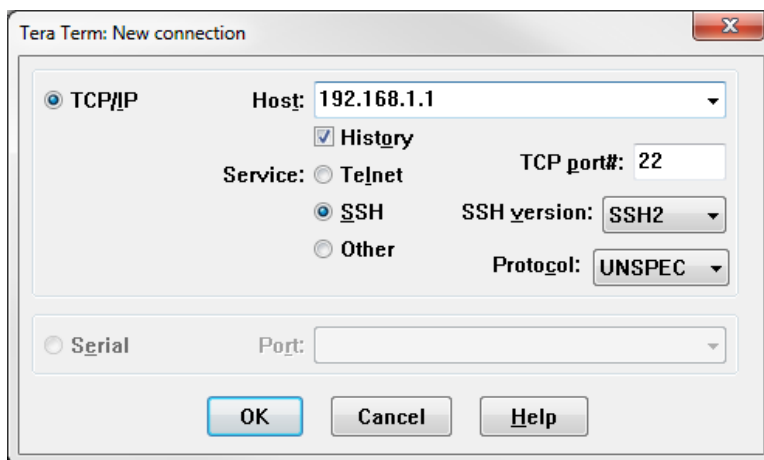 Tera Term: New connection
TCP/IP
Host: 192.168.1.1
History
Service: Telnet
TCP port#: 22
SSH
SSH version: SSH2
Other
Protocol: UNSPEC
Serial
Port:
OK
Cancel
Help